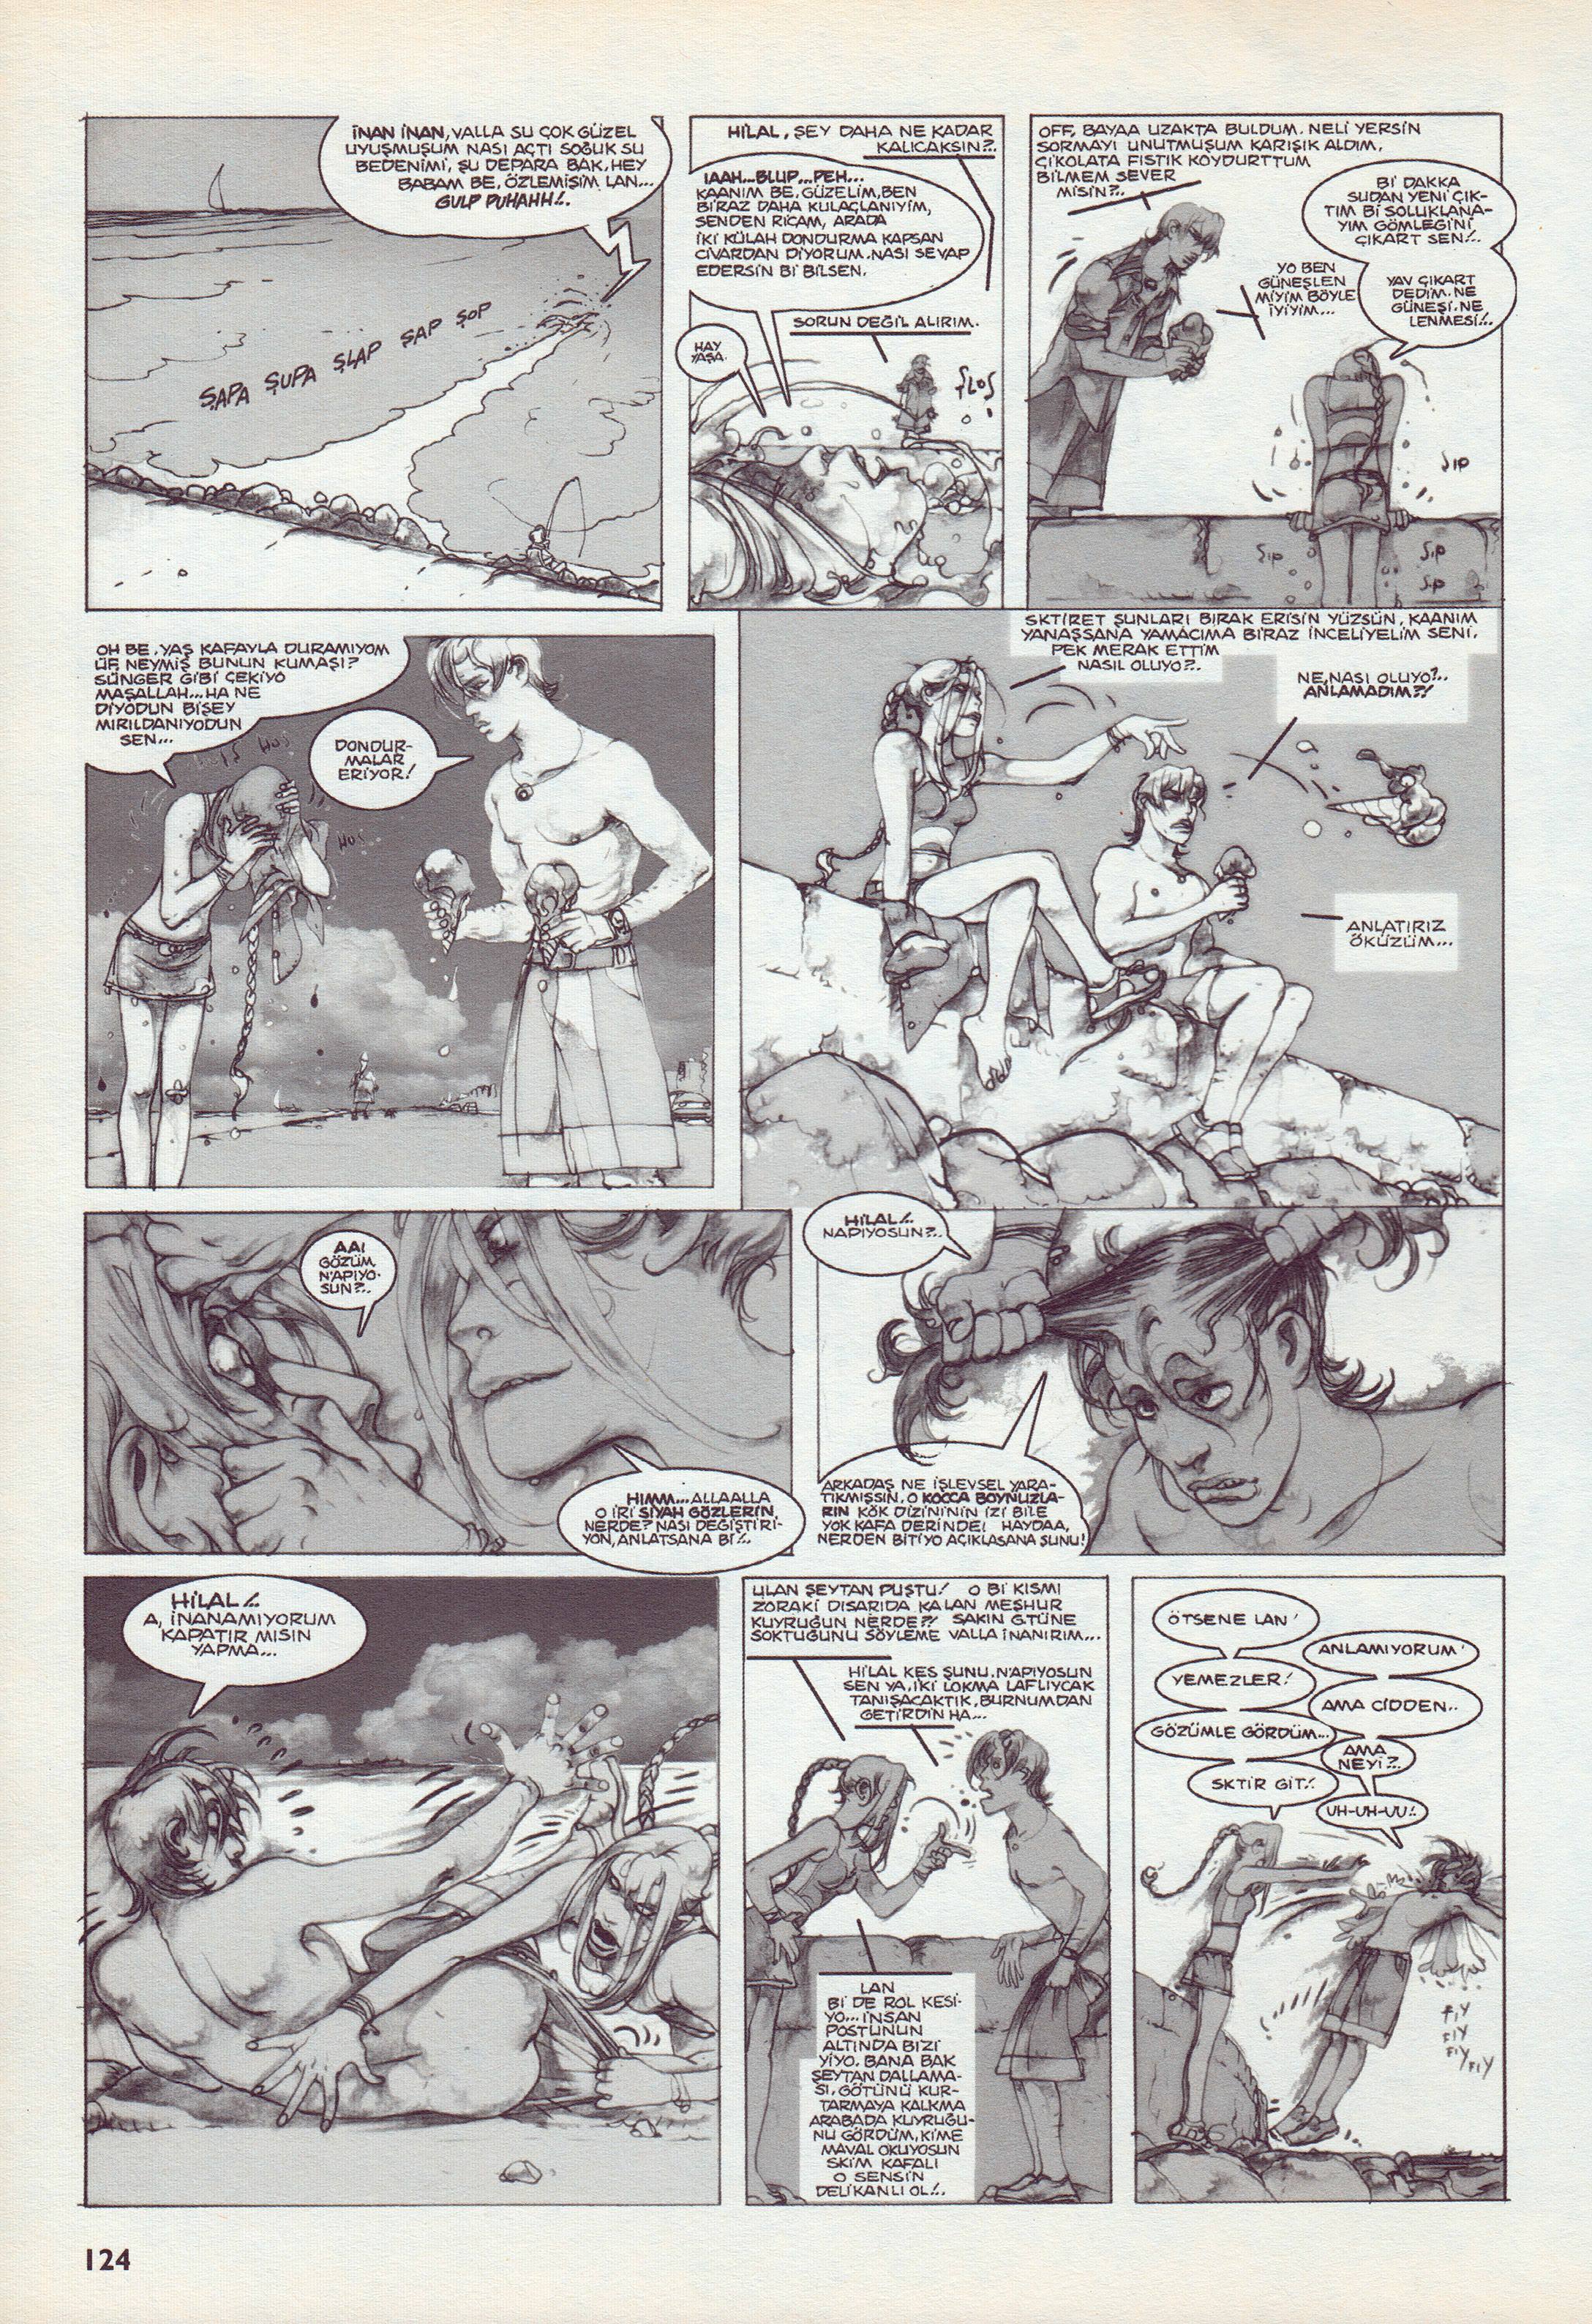 İNAN İNAN, VALLA SU ÇOK GÜZEL
UYUŞMUŞUM NASI AÇTI SOĞUK SU
BEDENİMİ, ŞU DEPARA BAK, HEY
BABAM BE, ÖZLEMİŞİM LAN...
GULP PUHAHH!..
ŞAPA ŞUPA ŞLAP ŞAP ŞOP
HİLAL, ŞEY DAHA NE KADAR
KALICAKSIN?..
IAAH...BLUP...PEH...
KAANIM BE, GÜZELİM, BEN
BİRAZ DAHA KULAÇLANIYIM,
SENDEN RİCAM, ARADA
İKİ KÜLAH DONDURMA KAPSAN
CİVARDAN DİYORUM. NASI SEVAP
EDERSİN Bİ BİLSEN.
SORUN DEĞİL ALIRIM.
HAY
YAŞA.
ŞLOŞ
OFF, BAYAA UZAKTA BULDUM. NELİ YERSİN
SORMAYI UNUTMUŞUM KARIŞIK ALDIM,
ÇİKOLATA FISTIK KOYDURTTUM
BİLMEM SEVER
MİSİN?..
Bİ DAKKA
SUDAN YENİ ÇIK-
TIM Bİ SOLUKLANA-
YIM GÖMLEĞİNİ
ÇIKART SEN!..
YO BEN
GÜNEŞLEN
MİYİM BÖYLE
İYİYİM...
YAV ÇIKART
DEDİM. NE
GÜNEŞİ. NE
LENMESİ!..
ŞIP
ŞIP
ŞIP
ŞIP
OH BE, YAŞ KAFAYLA DURAMIYOM
ÜF, NEYMİŞ BUNUN KUMAŞI?
SÜNGER GİBİ ÇEKİYO
MAŞALLAH... HA NE
DİYODUN BİŞEY
MIRILDANIYODUN
SEN...
DONDUR-
MALAR
ERİYOR!
SKTİRET ŞUNLARI BIRAK ERİSİN YÜZSÜN, KAANIM
YANAŞSANA YAMACIMA BİRAZ İNCELİYELİM SENİ,
PEK MERAK ETTİM
NASIL OLUYO?..
NE, NASI OLUYO?..
ANLAMADIM?!
ANLATIRIZ
ÖKÜZÜM...
AAI
GÖZÜM
N'APIYO-
SUN?..
HIMM... ALLAALLA
O İRİ SİYAH GÖZLERİN,
NERDE? NASI DEĞİŞTİRİ-
YON, ANLATSANA Bİ!..
HİLAL!..
NAPIYOSUN?..
ARKADAŞ NE İŞLEVSEL YARA-
TIKMIŞSIN, O KOCCA BOYNUZLA-
RIN KÖK DİZİNİNİN İZİ BİLE
YOK KAFA DERİNDE! HAYDAA,
NERDEN BİTİYO AÇIKLASANA ŞUNU!
HİLAL!..
A, İNANAMIYORUM
KAPATIR MISIN
YAPMA...
ULAN ŞEYTAN PUŞTU! O Bİ KISMI
ZORAKİ DIŞARIDA KALAN MEŞHUR
KUYRUĞUN NERDE?! SAKIN G.TÜNE
SOKTUĞUNU SÖYLEME VALLA İNANIRIM...
HİLAL KES ŞUNU. N'APIYOSUN
SEN YA, İKİ LOKMA LAFLIYCAK
TANIŞACAKTIK, BURNUMDAN
GETİRDİN HA...
LAN
Bİ DE ROL KESİ-
YO... İNSAN
POSTUNUN
ALTINDA BİZİ
YİYO. BANA BAK
ŞEYTAN DALLAMA-
SI, GÖTÜNÜ KUR-
TARMAYA KALKMA
ARABADA KUYRUĞU-
NU GÖRDÜM, KİME
MAVAL OKUYOSUN
SKİM KAFALI
O SENSİN
DELİKANLI OL!..
ÖTSENE LAN!
ANLAMIYORUM!
YEMEZLER!
AMA CİDDEN..
GÖZÜMLE GÖRDÜM...
AMA
NEYİ?..
SKTİR GİT!.
UH-UH-UU!.
FIY
FIY
FIY FIY
124